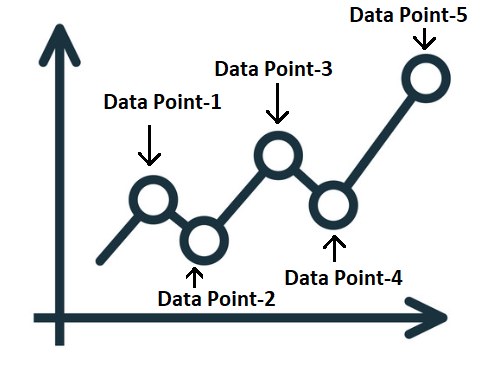 Data Point-5
Data Point-3
Data Point-1
Data Point-4
Data Point-2